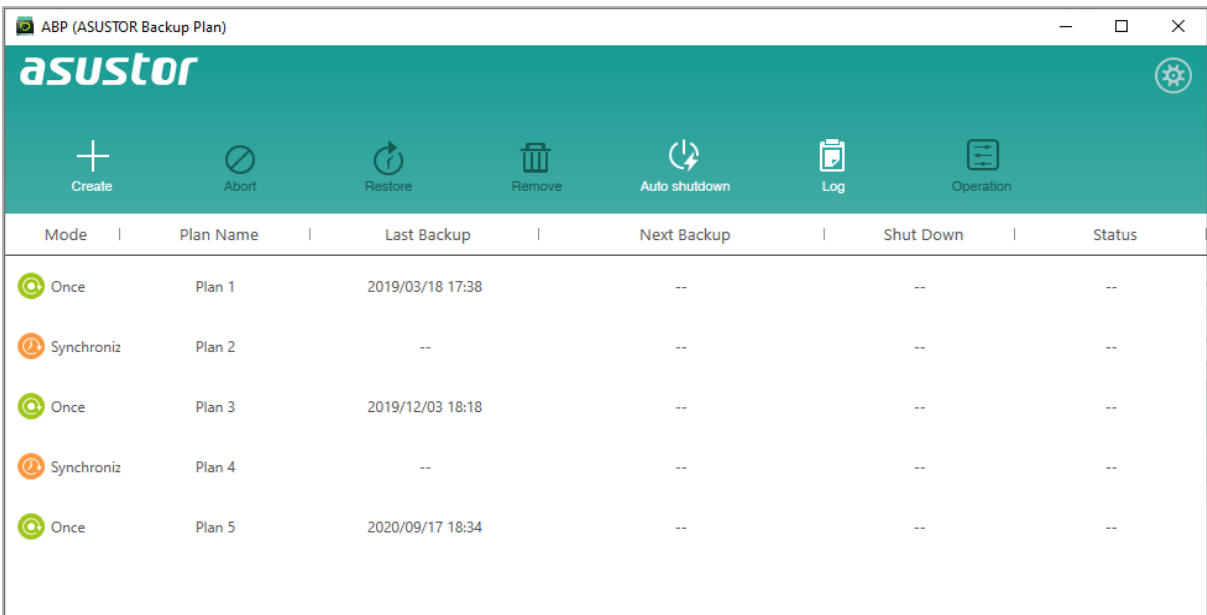 ABP (ASUSTOR Backup Plan)
asustor
Create Abort Restore Remove Auto shutdown Log Operation
Mode Plan Name Last Backup Next Backup Shut Down Status
Once Plan 1 2019/03/18 17:38 -- -- --
Synchroniz Plan 2 -- -- -- --
Once Plan 3 2019/12/03 18:18 -- -- --
Synchroniz Plan 4 -- -- -- --
Once Plan 5 2020/09/17 18:34 -- -- --